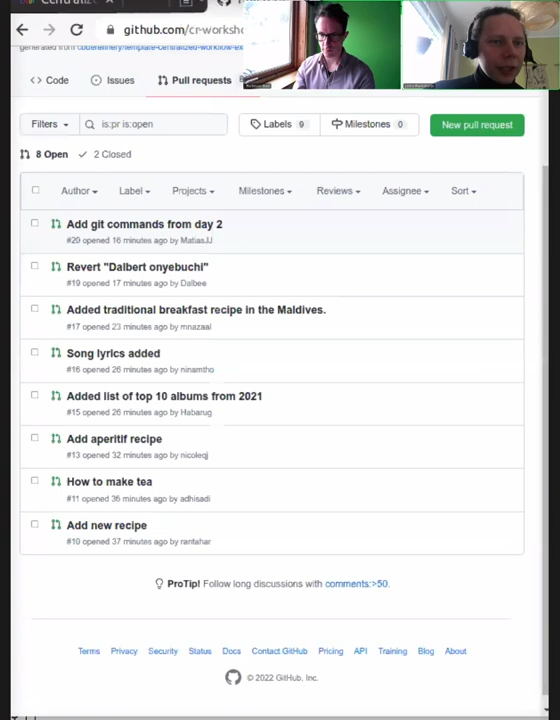 github.com/cr-worksho
<> Code Issues Pull requests
Filters is:pr is:open Labels 9 Milestones 0 New pull request
8 Open 2 Closed
Author Label Projects Milestones Reviews Assignee Sort
Add git commands from day 2
#20 opened 16 minutes ago by MatiasJJ
Revert "Dalbert onyebuchi"
#19 opened 17 minutes ago by Dalbee
Added traditional breakfast recipe in the Maldives.
#17 opened 23 minutes ago by mnazaal
Song lyrics added
#16 opened 26 minutes ago by ninamtho
Added list of top 10 albums from 2021
#15 opened 26 minutes ago by Habarug
Add aperitif recipe
#13 opened 32 minutes ago by nicoleqj
How to make tea
#11 opened 36 minutes ago by adhisadi
Add new recipe
#10 opened 37 minutes ago by rantahar
ProTip! Follow long discussions with comments:>50.
Terms Privacy Security Status Docs Contact GitHub Pricing API Training Blog About
© 2022 GitHub, Inc.